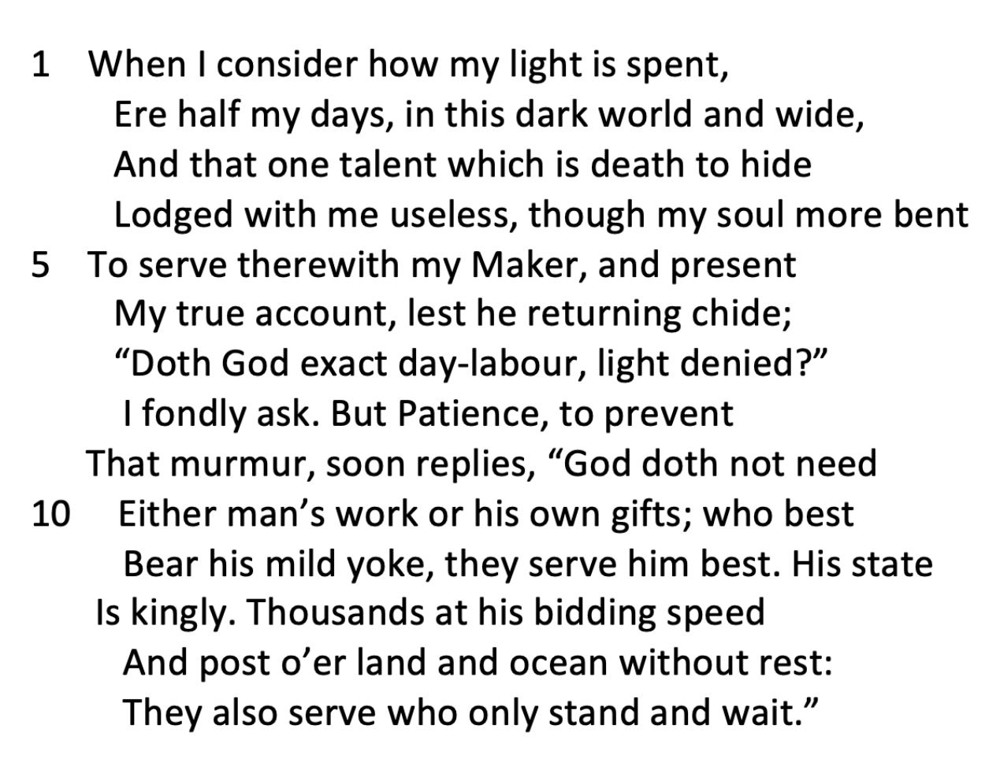 1 When I consider how my light is spent,
Ere half my days, in this dark world and wide,
And that one talent which is death to hide
Lodged with me useless, though my soul more bent
5 To serve therewith my Maker, and present
My true account, lest he returning chide;
“Doth God exact day-labour, light denied?”
I fondly ask. But Patience, to prevent
That murmur, soon replies, “God doth not need
10 Either man’s work or his own gifts; who best
Bear his mild yoke, they serve him best. His state
Is kingly. Thousands at his bidding speed
And post o’er land and ocean without rest:
They also serve who only stand and wait.”